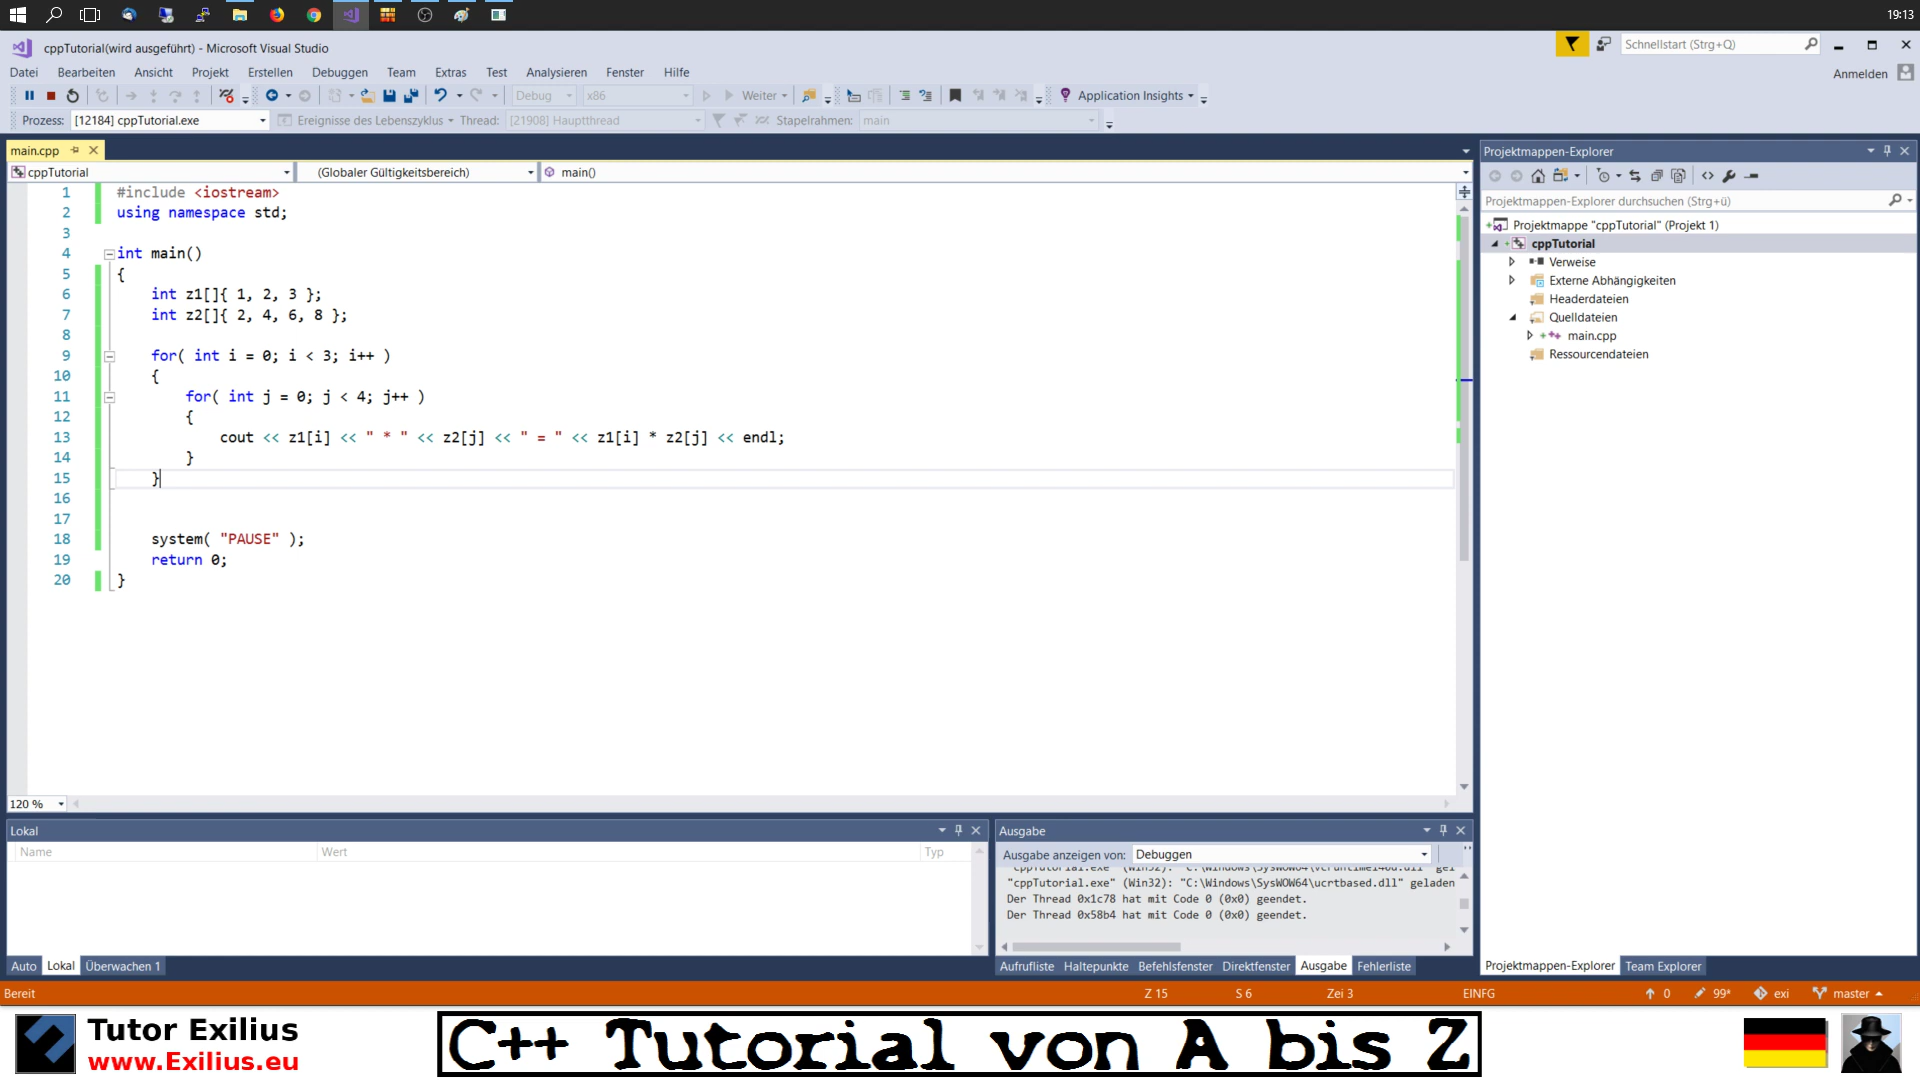 19:13
cppTutorial(wird ausgeführt) - Microsoft Visual Studio
Schnellstart (Strg+Q)
Datei Bearbeiten Ansicht Projekt Erstellen Debuggen Team Extras Test Analysieren Fenster Hilfe
Anmelden
Debug x86 Weiter Application Insights
Prozess: [12184] cppTutorial.exe Ereignisse des Lebenszyklus Thread: [21908] Hauptthread Stapelrahmen: main
main.cpp
cppTutorial (Globaler Gültigkeitsbereich) main()
1 #include <iostream>
2 using namespace std;
3
4 int main()
5 {
6 int z1[]{ 1, 2, 3 };
7 int z2[]{ 2, 4, 6, 8 };
8
9 for( int i = 0; i < 3; i++ )
10 {
11 for( int j = 0; j < 4; j++ )
12 {
13 cout << z1[i] << " * " << z2[j] << " = " << z1[i] * z2[j] << endl;
14 }
15 }
16
17
18 system( "PAUSE" );
19 return 0;
20 }
120 %
Projektmappen-Explorer
Projektmappen-Explorer durchsuchen (Strg+ü)
Projektmappe "cppTutorial" (Projekt 1)
cppTutorial
Verweise
Externe Abhängigkeiten
Headerdateien
Quelldateien
main.cpp
Ressourcendateien
Lokal
Name Wert Typ
Auto Lokal Überwachen 1
Ausgabe
Ausgabe anzeigen von: Debuggen
"cppTutorial.exe" (Win32): "C:\Windows\SysWOW64\vcruntime140d.dll" gel
"cppTutorial.exe" (Win32): "C:\Windows\SysWOW64\ucrtbased.dll" geladen
Der Thread 0x1c78 hat mit Code 0 (0x0) geendet.
Der Thread 0x58b4 hat mit Code 0 (0x0) geendet.
Aufrufliste Haltepunkte Befehlsfenster Direktfenster Ausgabe Fehlerliste
Projektmappen-Explorer Team Explorer
Bereit Z 15 S 6 Zei 3 EINFG 0 99* exi master
Tutor Exilius
www.Exilius.eu
C++ Tutorial von A bis Z